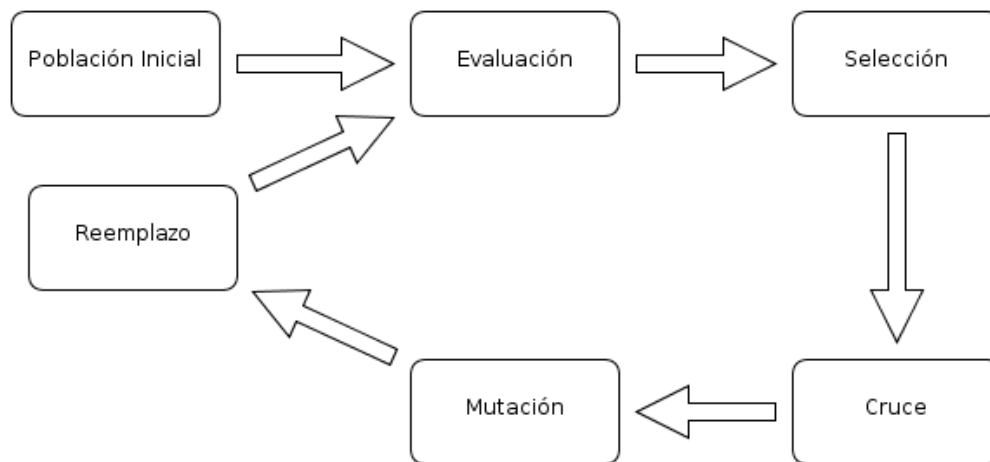 Población Inicial
Evaluación
Selección
Reemplazo
Mutación
Cruce